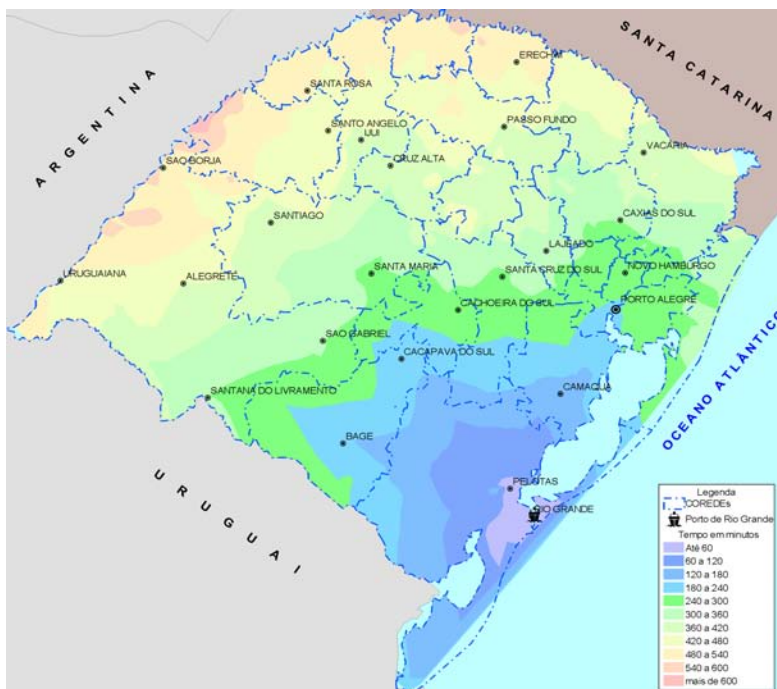 SANTA CATARINA
ARGENTINA
ERECHIM
SANTA ROSA
SANTO ANGELO
IJUI
PASSO FUNDO
VACARIA
CRUZ ALTA
SAO BORJA
SANTIAGO
CAXIAS DO SUL
LAJEADO
URUGUAIANA
ALEGRETE
SANTA MARIA
SANTA CRUZ DO SUL
NOVO HAMBURGO
CACHOEIRA DO SUL
PORTO ALEGRE
SAO GABRIEL
CACAPAVA DO SUL
SANTANA DO LIVRAMENTO
CAMAQUA
OCEANO ATLÂNTICO
BAGE
URUGUAI
PELOTAS
RIO GRANDE
Legenda
COREDEs
Porto de Rio Grande
Tempo em minutos
Até 60
60 a 120
120 a 180
180 a 240
240 a 300
300 a 360
360 a 420
420 a 480
480 a 540
540 a 600
mais de 600